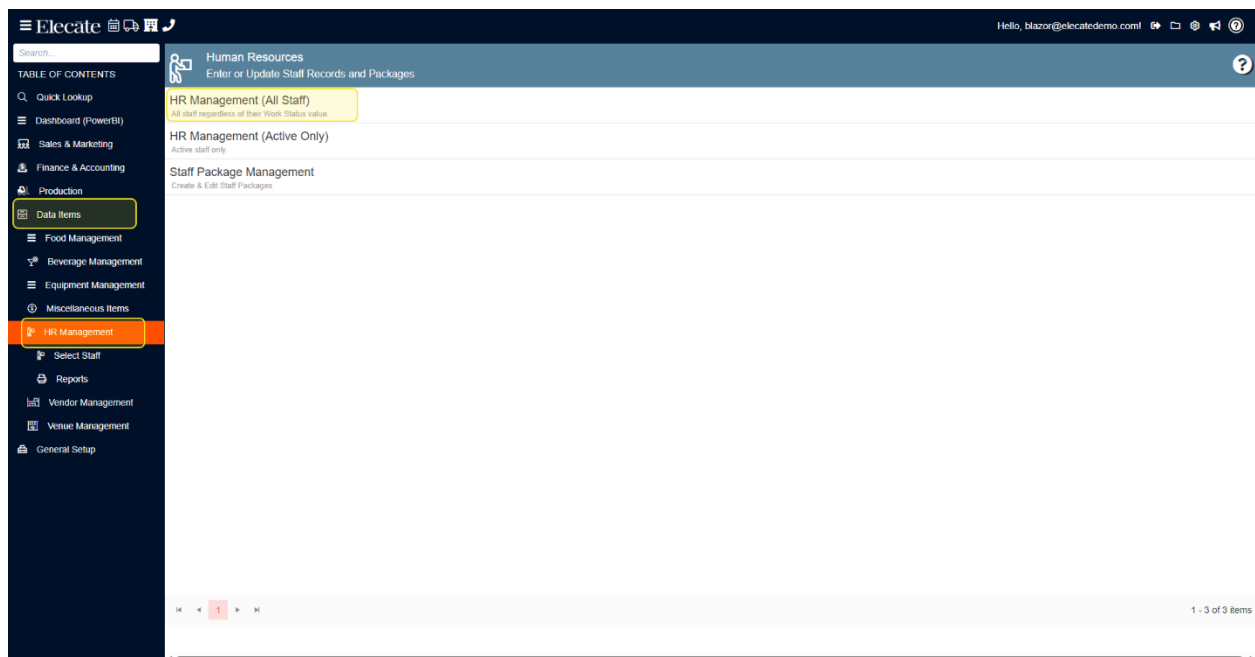 Elecāte
Hello, blazor@elecatedemo.com!
Search...
TABLE OF CONTENTS
Quick Lookup
Dashboard (PowerBI)
Sales & Marketing
Finance & Accounting
Production
Data Items
Food Management
Beverage Management
Equipment Management
Miscellaneous Items
HR Management
Select Staff
Reports
Vendor Management
Venue Management
General Setup
Human Resources
Enter or Update Staff Records and Packages
?
HR Management (All Staff)
All staff regardless of their Work Status value.
HR Management (Active Only)
Active staff only.
Staff Package Management
Create & Edit Staff Packages
1
1 - 3 of 3 items